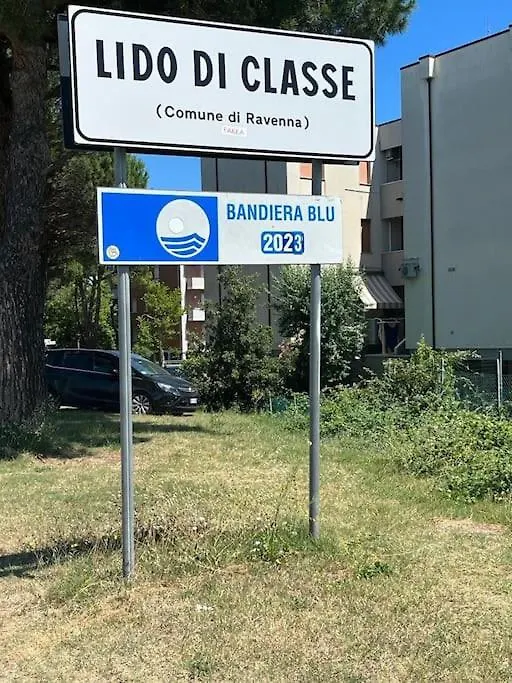 LIDO DI CLASSE
(Comune di Ravenna)
BANDIERA BLU
2023